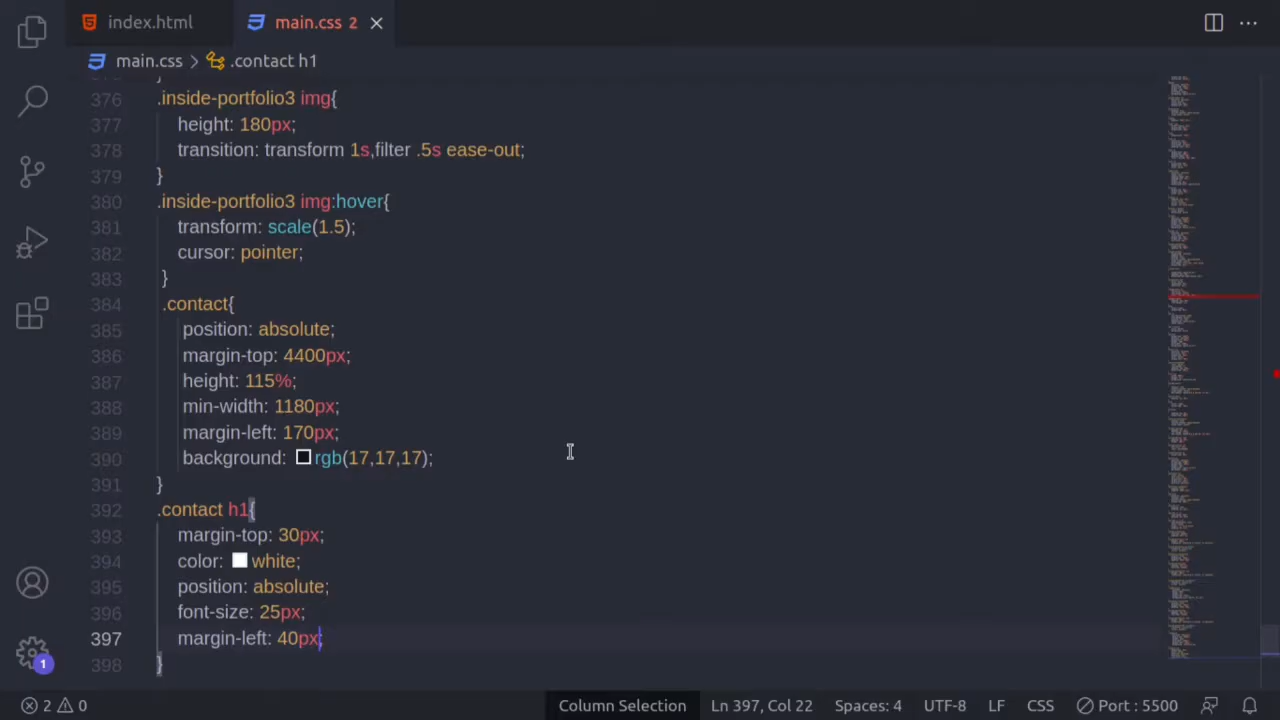 index.html
main.css 2
main.css > .contact h1
376 .inside-portfolio3 img{
377 height: 180px;
378 transition: transform 1s,filter .5s ease-out;
379 }
380 .inside-portfolio3 img:hover{
381 transform: scale(1.5);
382 cursor: pointer;
383 }
384 .contact{
385 position: absolute;
386 margin-top: 4400px;
387 height: 115%;
388 min-width: 1180px;
389 margin-left: 170px;
390 background: rgb(17,17,17);
391 }
392 .contact h1{
393 margin-top: 30px;
394 color: white;
395 position: absolute;
396 font-size: 25px;
397 margin-left: 40px;
398 }
1
2 0 Column Selection Ln 397, Col 22 Spaces: 4 UTF-8 LF CSS Port : 5500